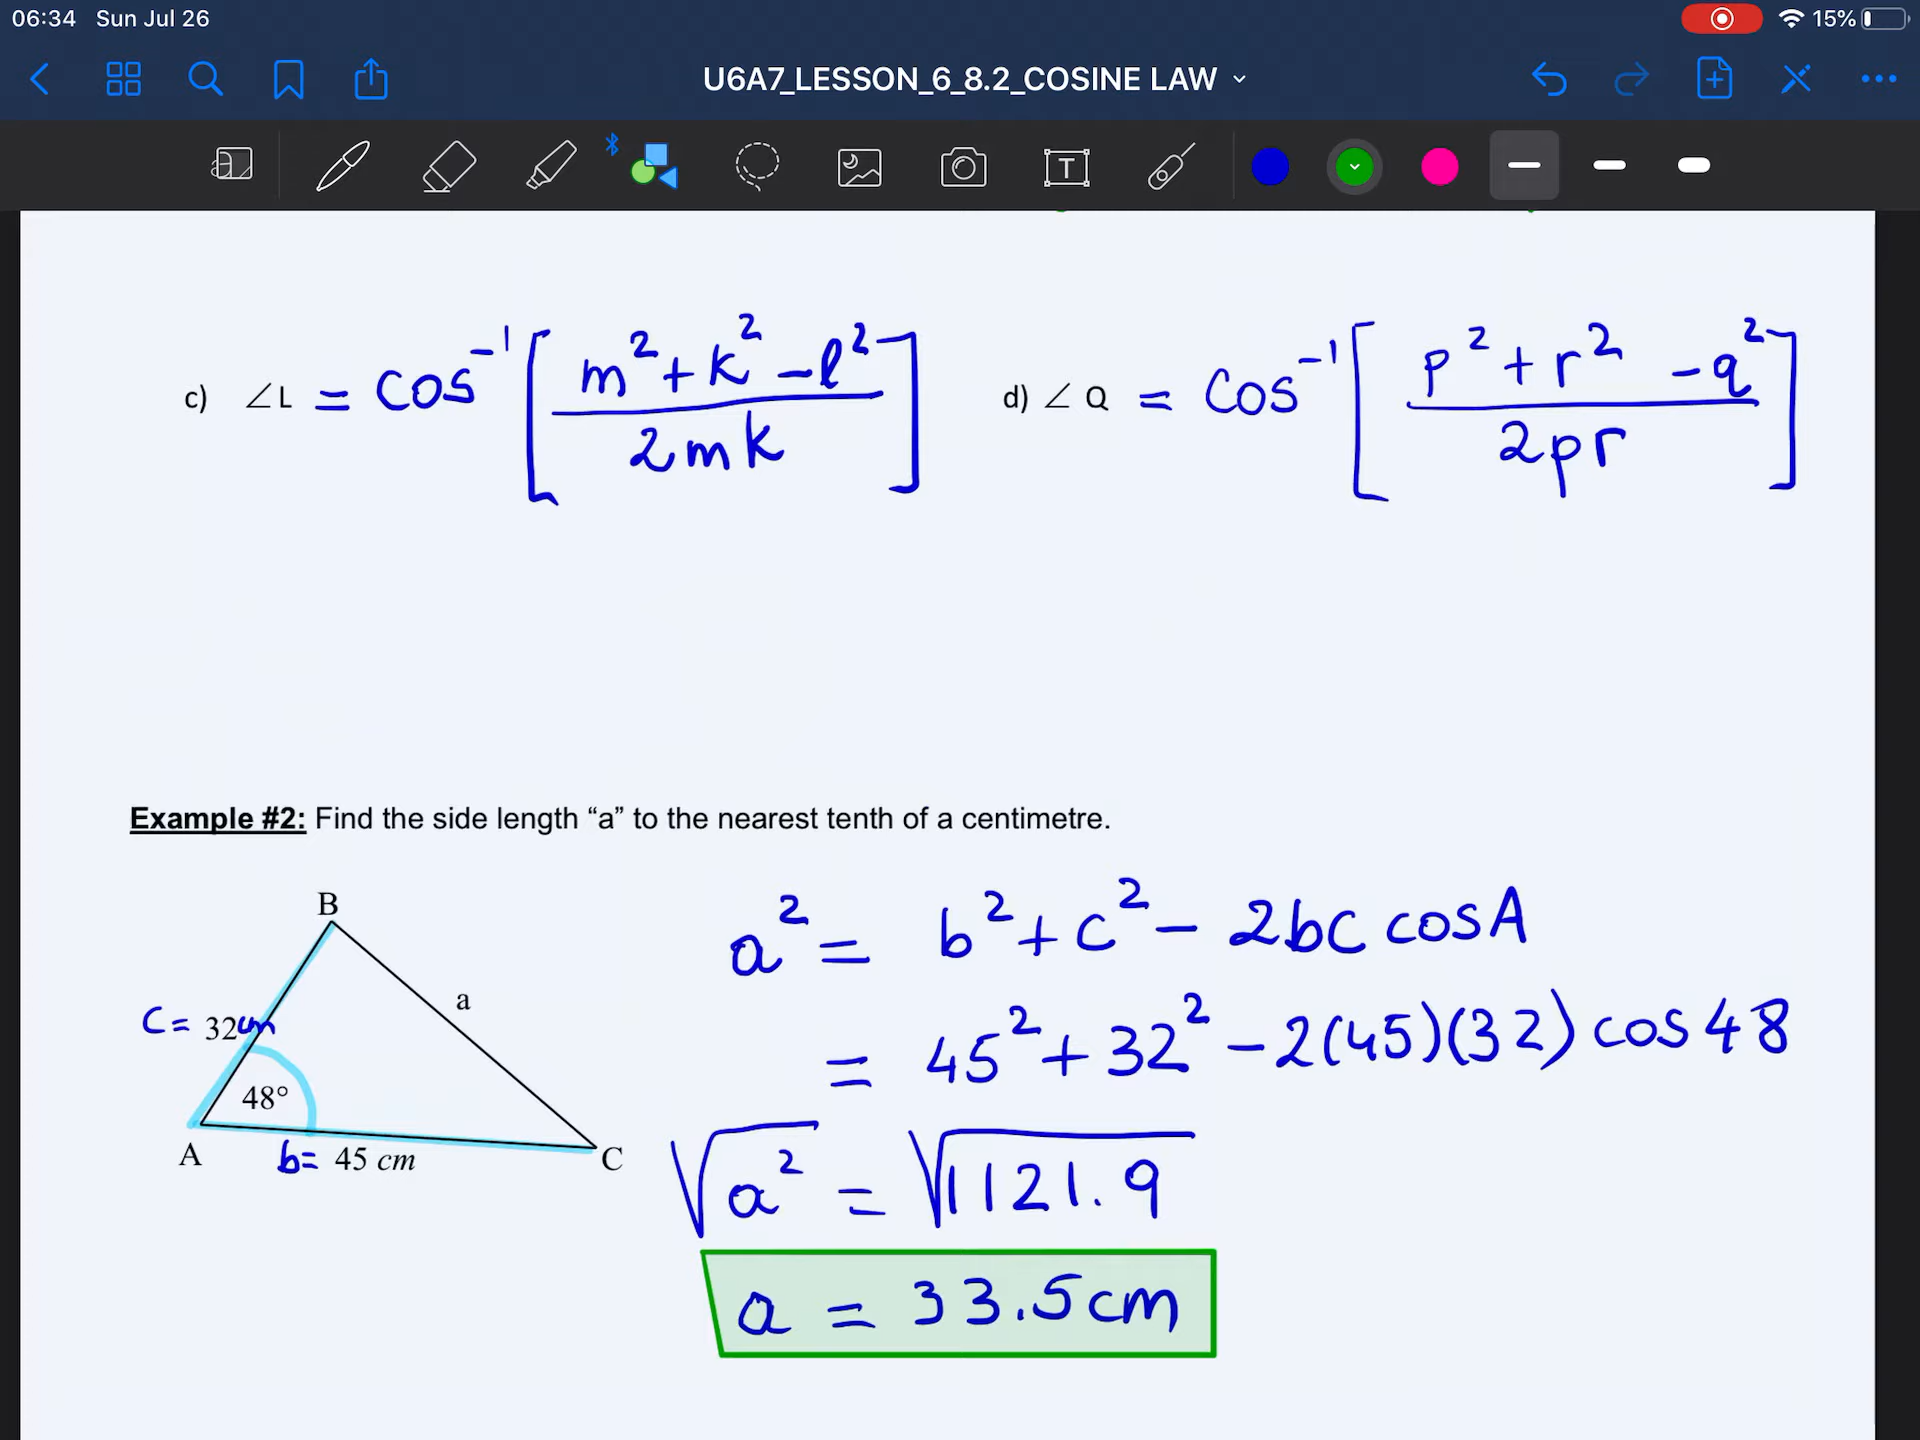 06:34 Sun Jul 26 15%
U6A7_LESSON_6_8.2_COSINE LAW
T
c) ∠L = cos⁻¹ [ m² + k² − l² / 2mk ]
d) ∠ Q = cos⁻¹ [ p² + r² − q² / 2pr ]
Example #2: Find the side length “a” to the nearest tenth of a centimetre.
B
a
c = 32cm
48°
A
b = 45 cm
C
a² = b² + c² − 2bc cosA
= 45² + 32² − 2(45)(32) cos 48
√a² = √1121.9
a = 33.5cm